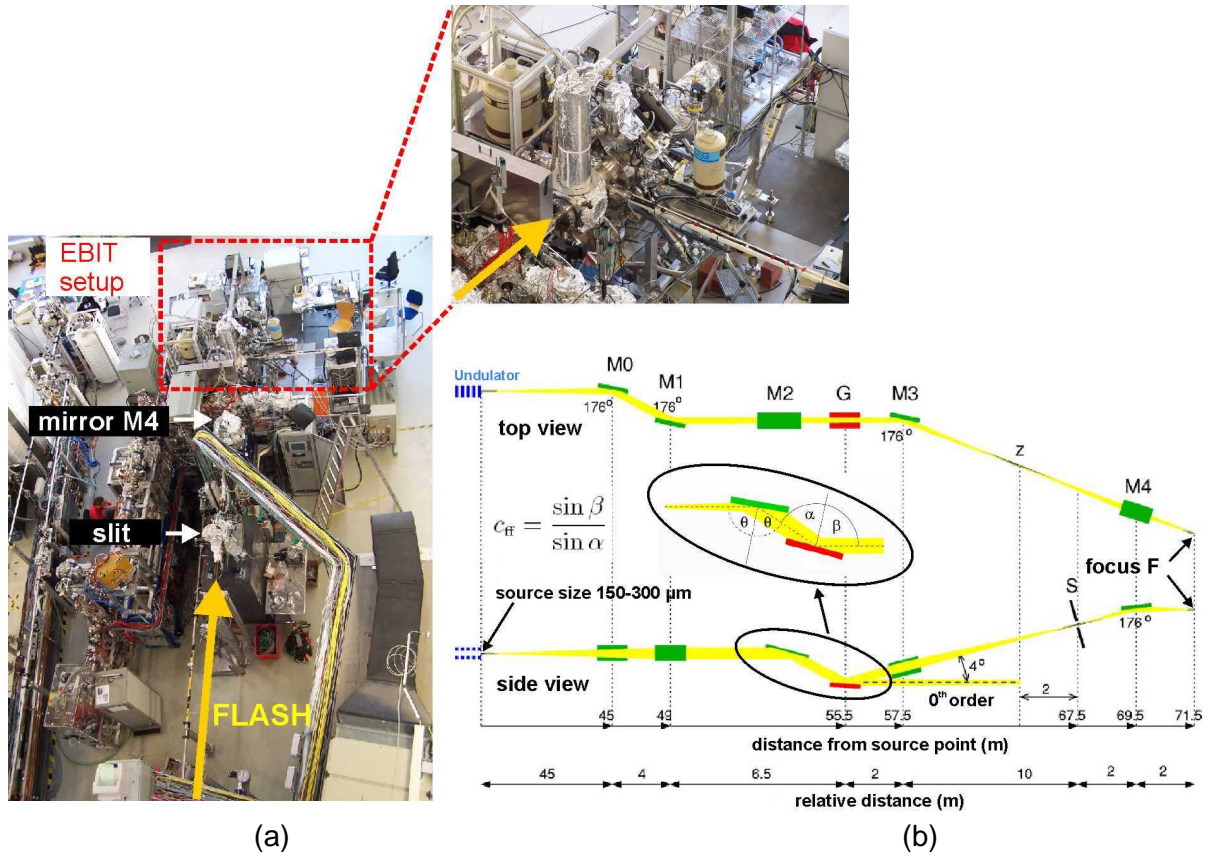 EBIT
setup
mirror M4
slit
FLASH
(a)
Undulator
M0
M1
M2
G
M3
176°
176°
176°
top view
z
M4
c_ff = sin β / sin α
θ θ α β
focus F
source size 150-300 µm
S
176°
side view
4°
0th order
2
45 49 55.5 57.5 67.5 69.5 71.5
distance from source point (m)
45 4 6.5 2 10 2 2
relative distance (m)
(b)